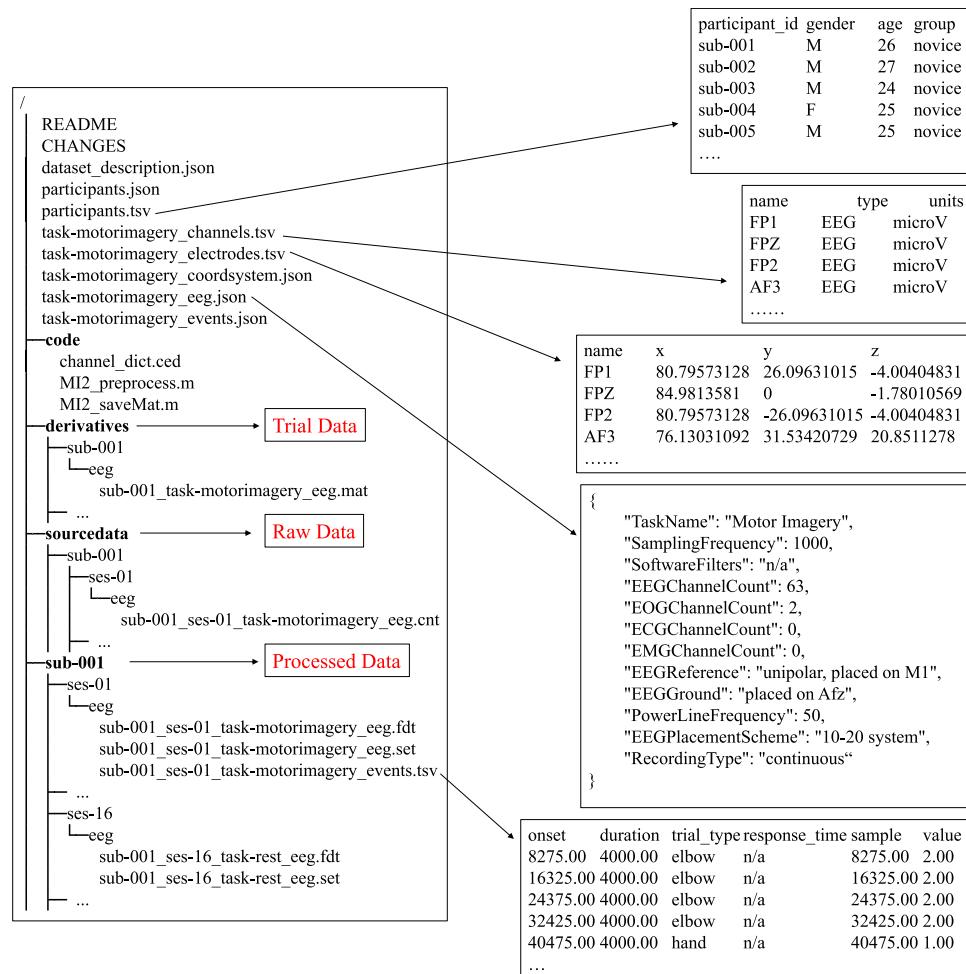 /
README
CHANGES
dataset_description.json
participants.json
participants.tsv
task-motorimagery_channels.tsv
task-motorimagery_electrodes.tsv
task-motorimagery_coordsystem.json
task-motorimagery_eeg.json
task-motorimagery_events.json
code
channel_dict.ced
MI2_preprocess.m
MI2_saveMat.m
derivatives
Trial Data
sub-001
eeg
sub-001_task-motorimagery_eeg.mat
...
sourcedata
Raw Data
sub-001
ses-01
eeg
sub-001_ses-01_task-motorimagery_eeg.cnt
...
sub-001
Processed Data
ses-01
eeg
sub-001_ses-01_task-motorimagery_eeg.fdt
sub-001_ses-01_task-motorimagery_eeg.set
sub-001_ses-01_task-motorimagery_events.tsv
...
ses-16
eeg
sub-001_ses-16_task-rest_eeg.fdt
sub-001_ses-16_task-rest_eeg.set
...
participant_id gender age group
sub-001 M 26 novice
sub-002 M 27 novice
sub-003 M 24 novice
sub-004 F 25 novice
sub-005 M 25 novice
....
name type units
FP1 EEG microV
FPZ EEG microV
FP2 EEG microV
AF3 EEG microV
......
name x y z
FP1 80.79573128 26.09631015 -4.00404831
FPZ 84.9813581 0 -1.78010569
FP2 80.79573128 -26.09631015 -4.00404831
AF3 76.13031092 31.53420729 20.8511278
......
{
"TaskName": "Motor Imagery",
"SamplingFrequency": 1000,
"SoftwareFilters": "n/a",
"EEGChannelCount": 63,
"EOGChannelCount": 2,
"ECGChannelCount": 0,
"EMGChannelCount": 0,
"EEGReference": "unipolar, placed on M1",
"EEGGround": "placed on Afz",
"PowerLineFrequency": 50,
"EEGPlacementScheme": "10-20 system",
"RecordingType": "continuous“
}
onset duration trial_type response_time sample value
8275.00 4000.00 elbow n/a 8275.00 2.00
16325.00 4000.00 elbow n/a 16325.00 2.00
24375.00 4000.00 elbow n/a 24375.00 2.00
32425.00 4000.00 elbow n/a 32425.00 2.00
40475.00 4000.00 hand n/a 40475.00 1.00
...